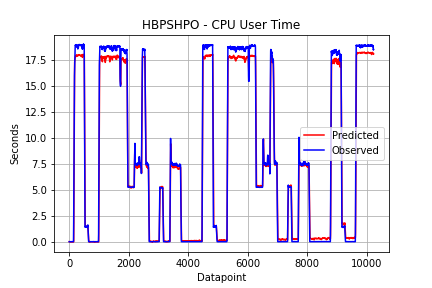 HBPSHPO - CPU User Time
Seconds
17.5
15.0
12.5
10.0
7.5
5.0
2.5
0.0
Predicted
Observed
0 2000 4000 6000 8000 10000
Datapoint